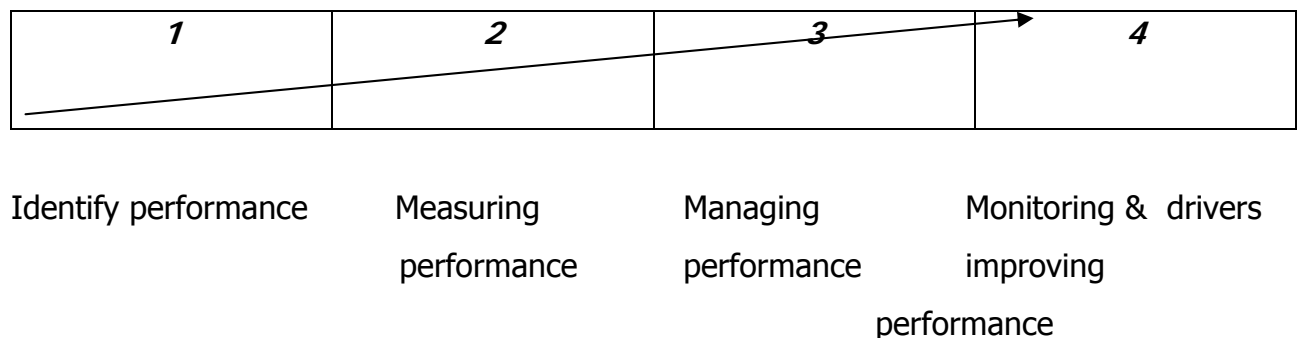 1 2 3 4
Identify performance Measuring Managing Monitoring & drivers
performance performance improving
performance